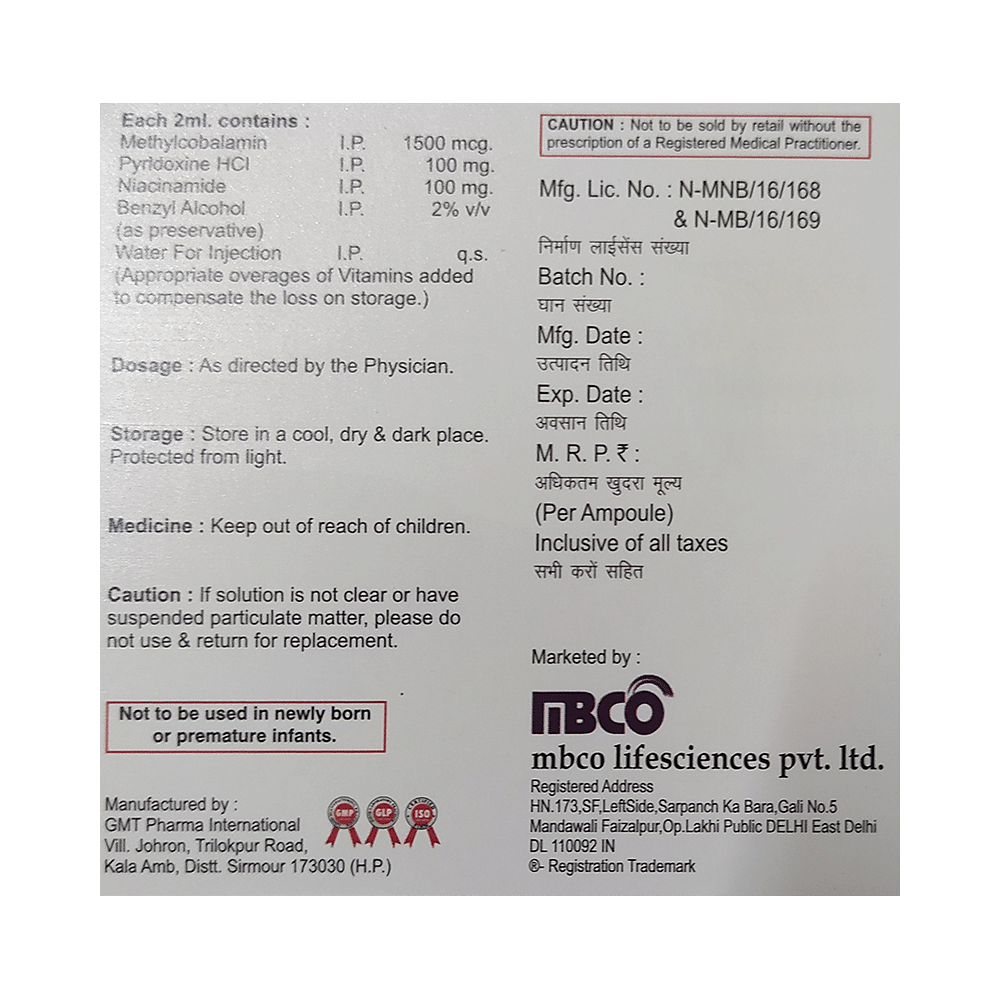 Each 2ml. contains :
Methylcobalamin I.P. 1500 mcg.
Pyridoxine HCl I.P. 100 mg.
Niacinamide I.P. 100 mg.
Benzyl Alcohol I.P. 2% v/v
(as preservative)
Water For Injection I.P. q.s.
(Appropriate overages of Vitamins added
to compensate the loss on storage.)
Dosage : As directed by the Physician.
Storage : Store in a cool, dry & dark place.
Protected from light.
Medicine : Keep out of reach of children.
Caution : If solution is not clear or have
suspended particulate matter, please do
not use & return for replacement.
Not to be used in newly born
or premature infants.
Manufactured by :
GMT Pharma International
Vill. Johron, Trilokpur Road,
Kala Amb, Distt. Sirmour 173030 (H.P.)
GMP
GLP
CERTIFIED
ISO
CAUTION : Not to be sold by retail without the
prescription of a Registered Medical Practitioner.
Mfg. Lic. No. : N-MNB/16/168
& N-MB/16/169
निर्माण लाईसेंस संख्या
Batch No. :
घान संख्या
Mfg. Date :
उत्पादन तिथि
Exp. Date :
अवसान तिथि
M. R. P. ₹ :
अधिकतम खुदरा मूल्य
(Per Ampoule)
Inclusive of all taxes
सभी करों सहित
Marketed by :
MBCO
mbco lifesciences pvt. ltd.
Registered Address
HN.173,SF,LeftSide,Sarpanch Ka Bara,Gali No.5
Mandawali Faizalpur,Op.Lakhi Public DELHI East Delhi
DL 110092 IN
®- Registration Trademark